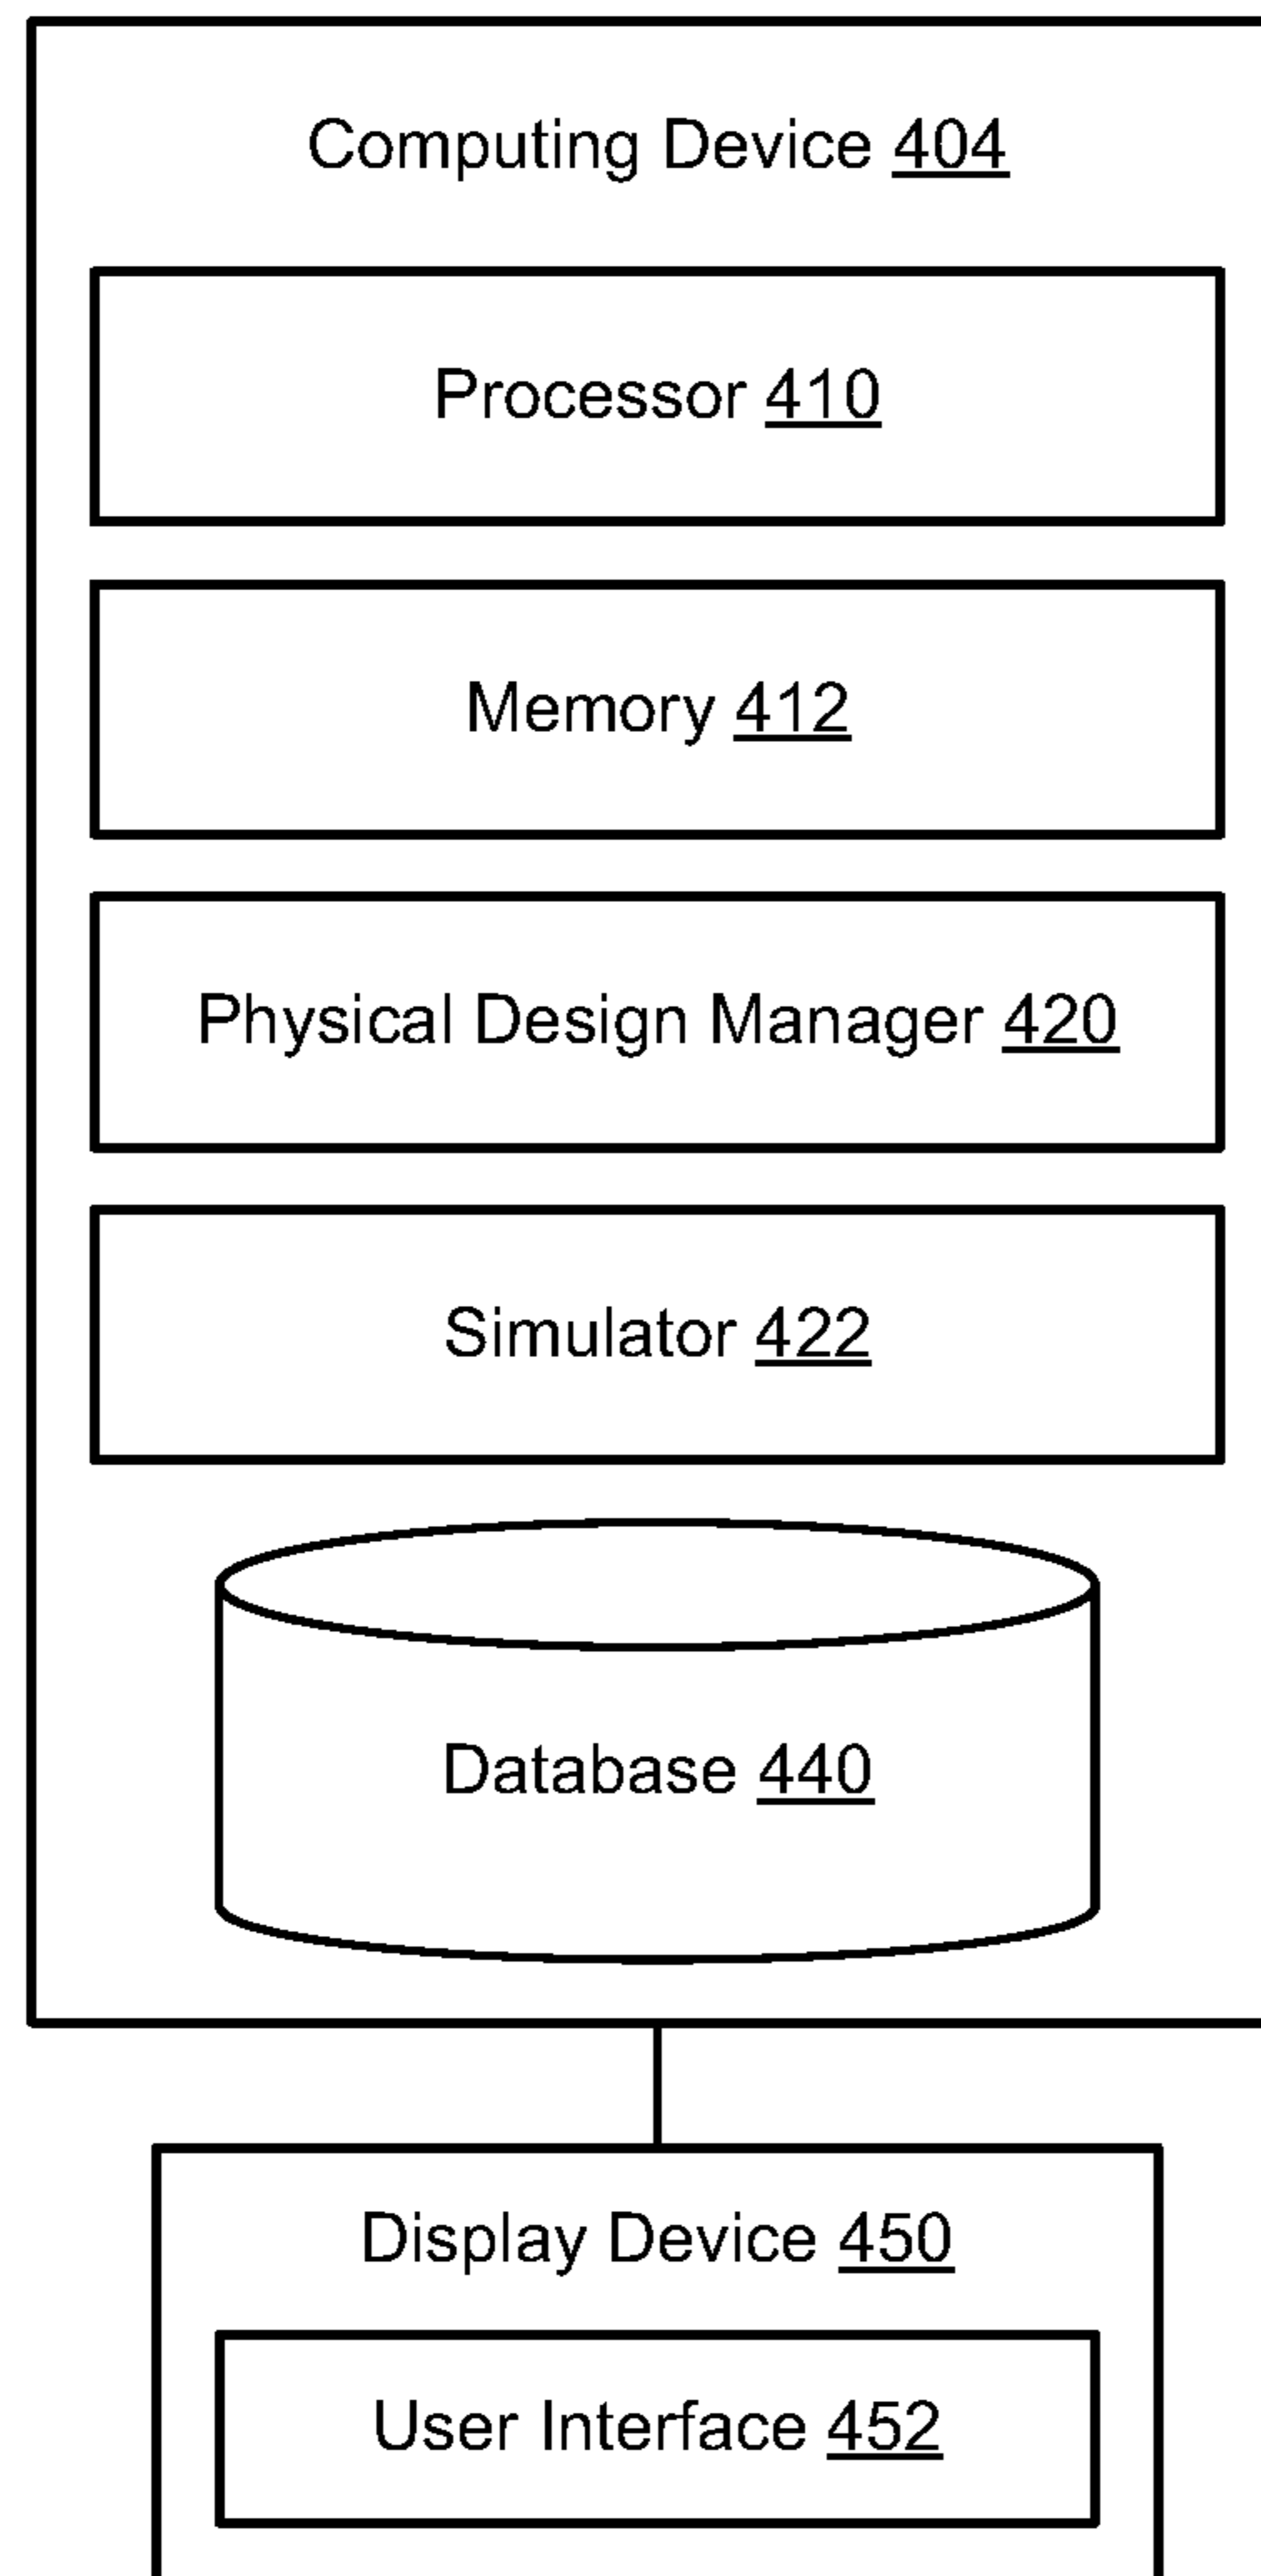 Computing Device 404
Processor 410
Memory 412
Physical Design Manager 420
Simulator 422
Database 440
Display Device 450
User Interface 452